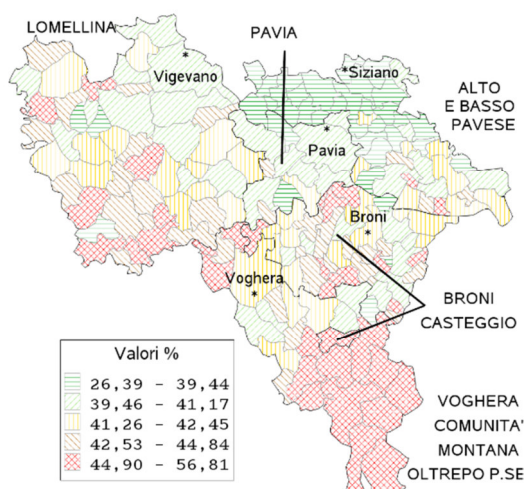 LOMELLINA
PAVIA
Vigevano
Siziano
ALTO
E BASSO
PAVESE
Pavia
Broni
Voghera
BRONI
CASTEGGIO
Valori %
26,39 - 39,44
39,46 - 41,17
41,26 - 42,45
42,53 - 44,84
44,90 - 56,81
VOGHERA
COMUNITA'
MONTANA
OLTREPO P.SE